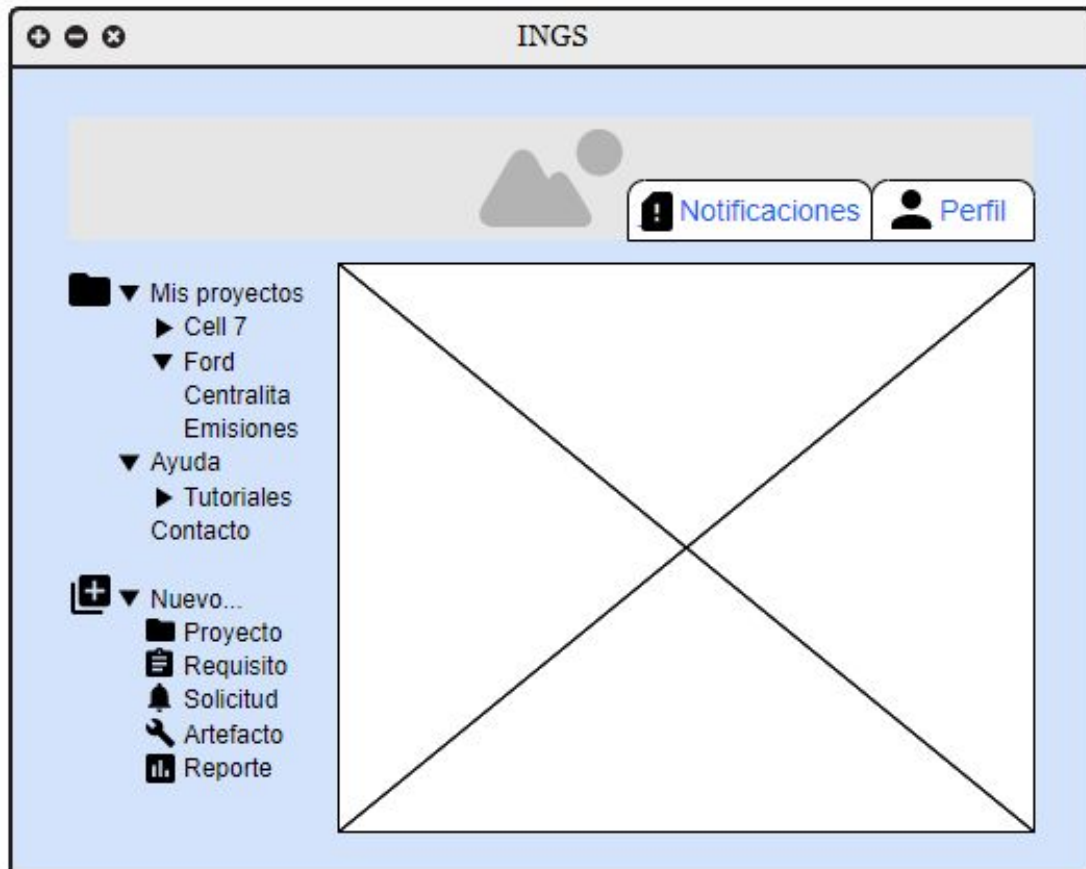 INGS
Notificaciones
Perfil
Mis proyectos
Cell 7
Ford
Centralita
Emisiones
Ayuda
Tutoriales
Contacto
Nuevo...
Proyecto
Requisito
Solicitud
Artefacto
Reporte